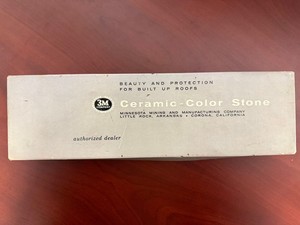 BEAUTY AND PROTECTION
FOR BUILT UP ROOFS
3M
COMPANY
Ceramic-Color Stone
MINNESOTA MINING AND MANUFACTURING COMPANY
LITTLE ROCK, ARKANSAS • CORONA, CALIFORNIA
authorized dealer